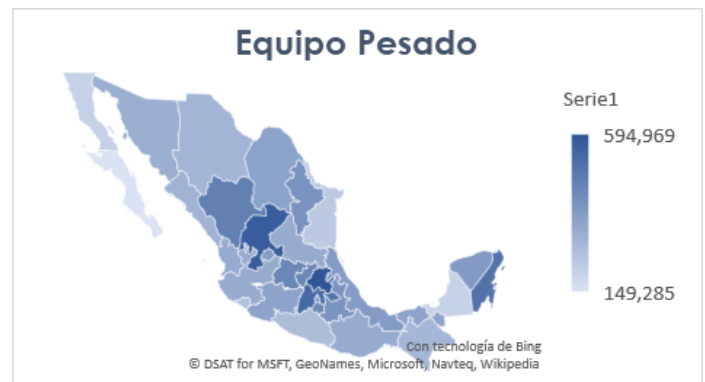 Equipo Pesado
Serie1
594,969
149,285
Con tecnología de Bing
© DSAT for MSFT, GeoNames, Microsoft, Navteq, Wikipedia